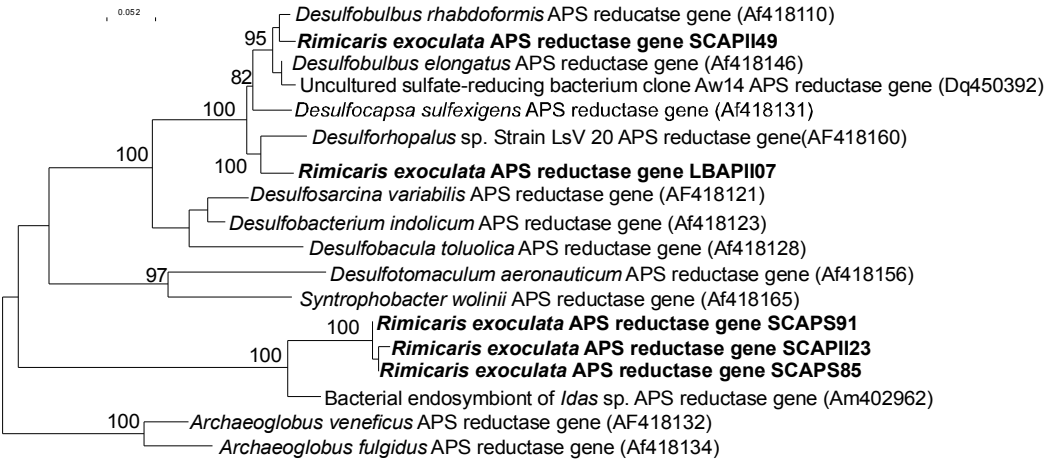 0.052
Desulfobulbus rhabdoformis APS reducatse gene (Af418110)
95
Rimicaris exoculata APS reductase gene SCAPII49
Desulfobulbus elongatus APS reductase gene (Af418146)
82
Uncultured sulfate-reducing bacterium clone Aw14 APS reductase gene (Dq450392)
100
Desulfocapsa sulfexigens APS reductase gene (Af418131)
Desulforhopalus sp. Strain LsV 20 APS reductase gene(AF418160)
100
100
Rimicaris exoculata APS reductase gene LBAPII07
Desulfosarcina variabilis APS reductase gene (AF418121)
Desulfobacterium indolicum APS reductase gene (Af418123)
Desulfobacula toluolica APS reductase gene (Af418128)
97
Desulfotomaculum aeronauticum APS reductase gene (Af418156)
Syntrophobacter wolinii APS reductase gene (Af418165)
100
Rimicaris exoculata APS reductase gene SCAPS91
Rimicaris exoculata APS reductase gene SCAPII23
100
Rimicaris exoculata APS reductase gene SCAPS85
Bacterial endosymbiont of Idas sp. APS reductase gene (Am402962)
100
Archaeoglobus veneficus APS reductase gene (AF418132)
Archaeoglobus fulgidus APS reductase gene (Af418134)